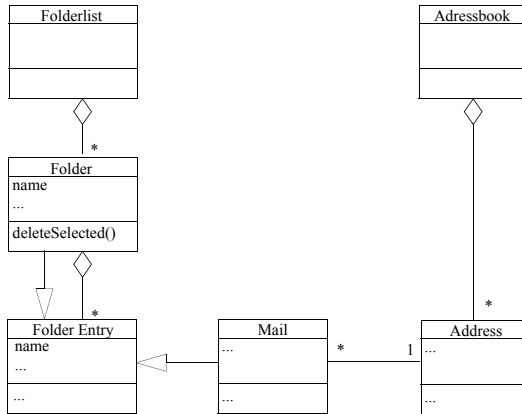 Folderlist
Adressbook
*
Folder
name
...
deleteSelected()
*
*
Folder Entry
name
...
...
Mail
...
...
*
1
Address
...
...